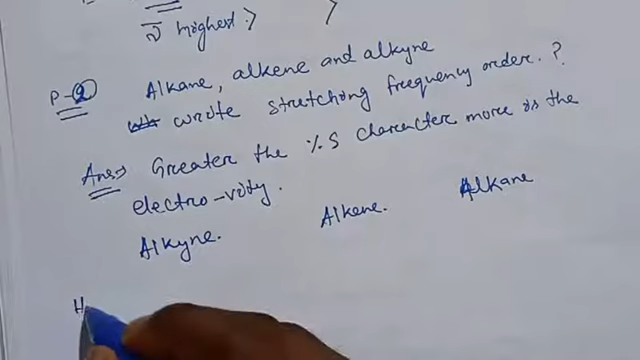 ν̄ highest :> >
P-2 Alkane, alkene and alkyne
wrote stretching frequency order.?
Ans:> Greater the %S character more is the
electro-vity.
Alkyne. Alkene. Alkane
H